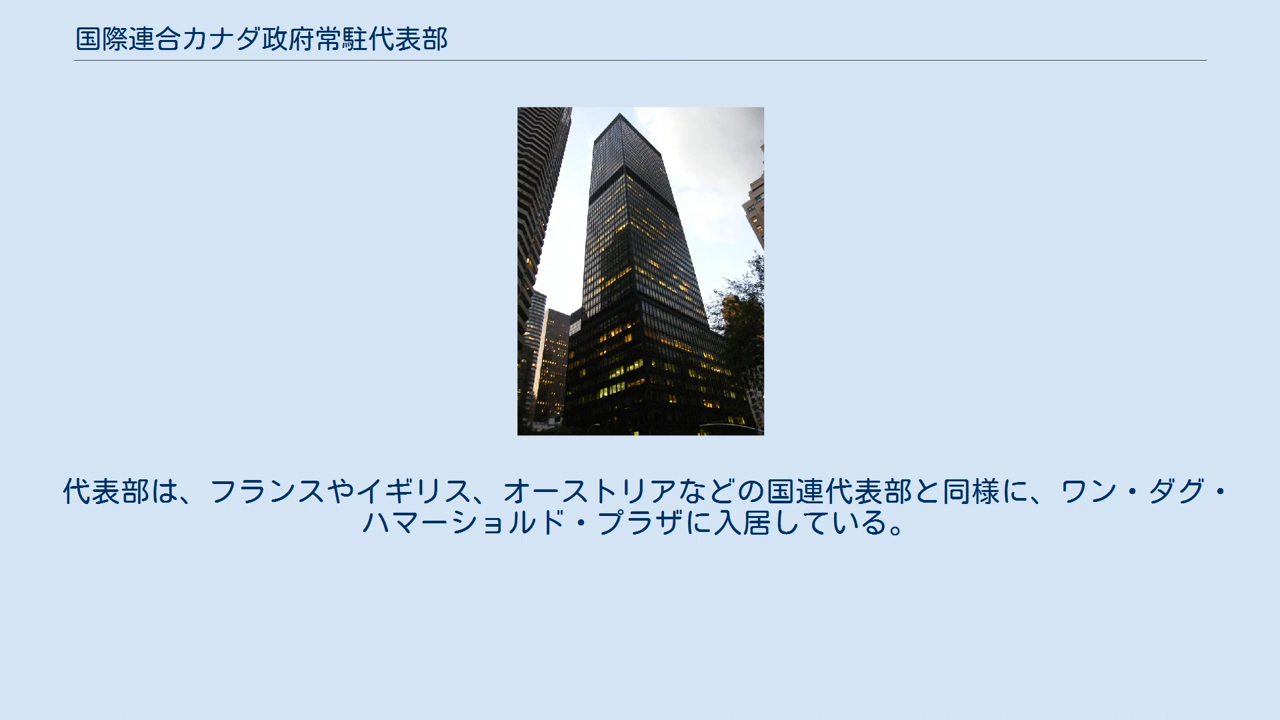 国際連合カナダ政府常駐代表部
代表部は、フランスやイギリス、オーストリアなどの国連代表部と同様に、ワン・ダグ・
ハマーショルド・プラザに入居している。